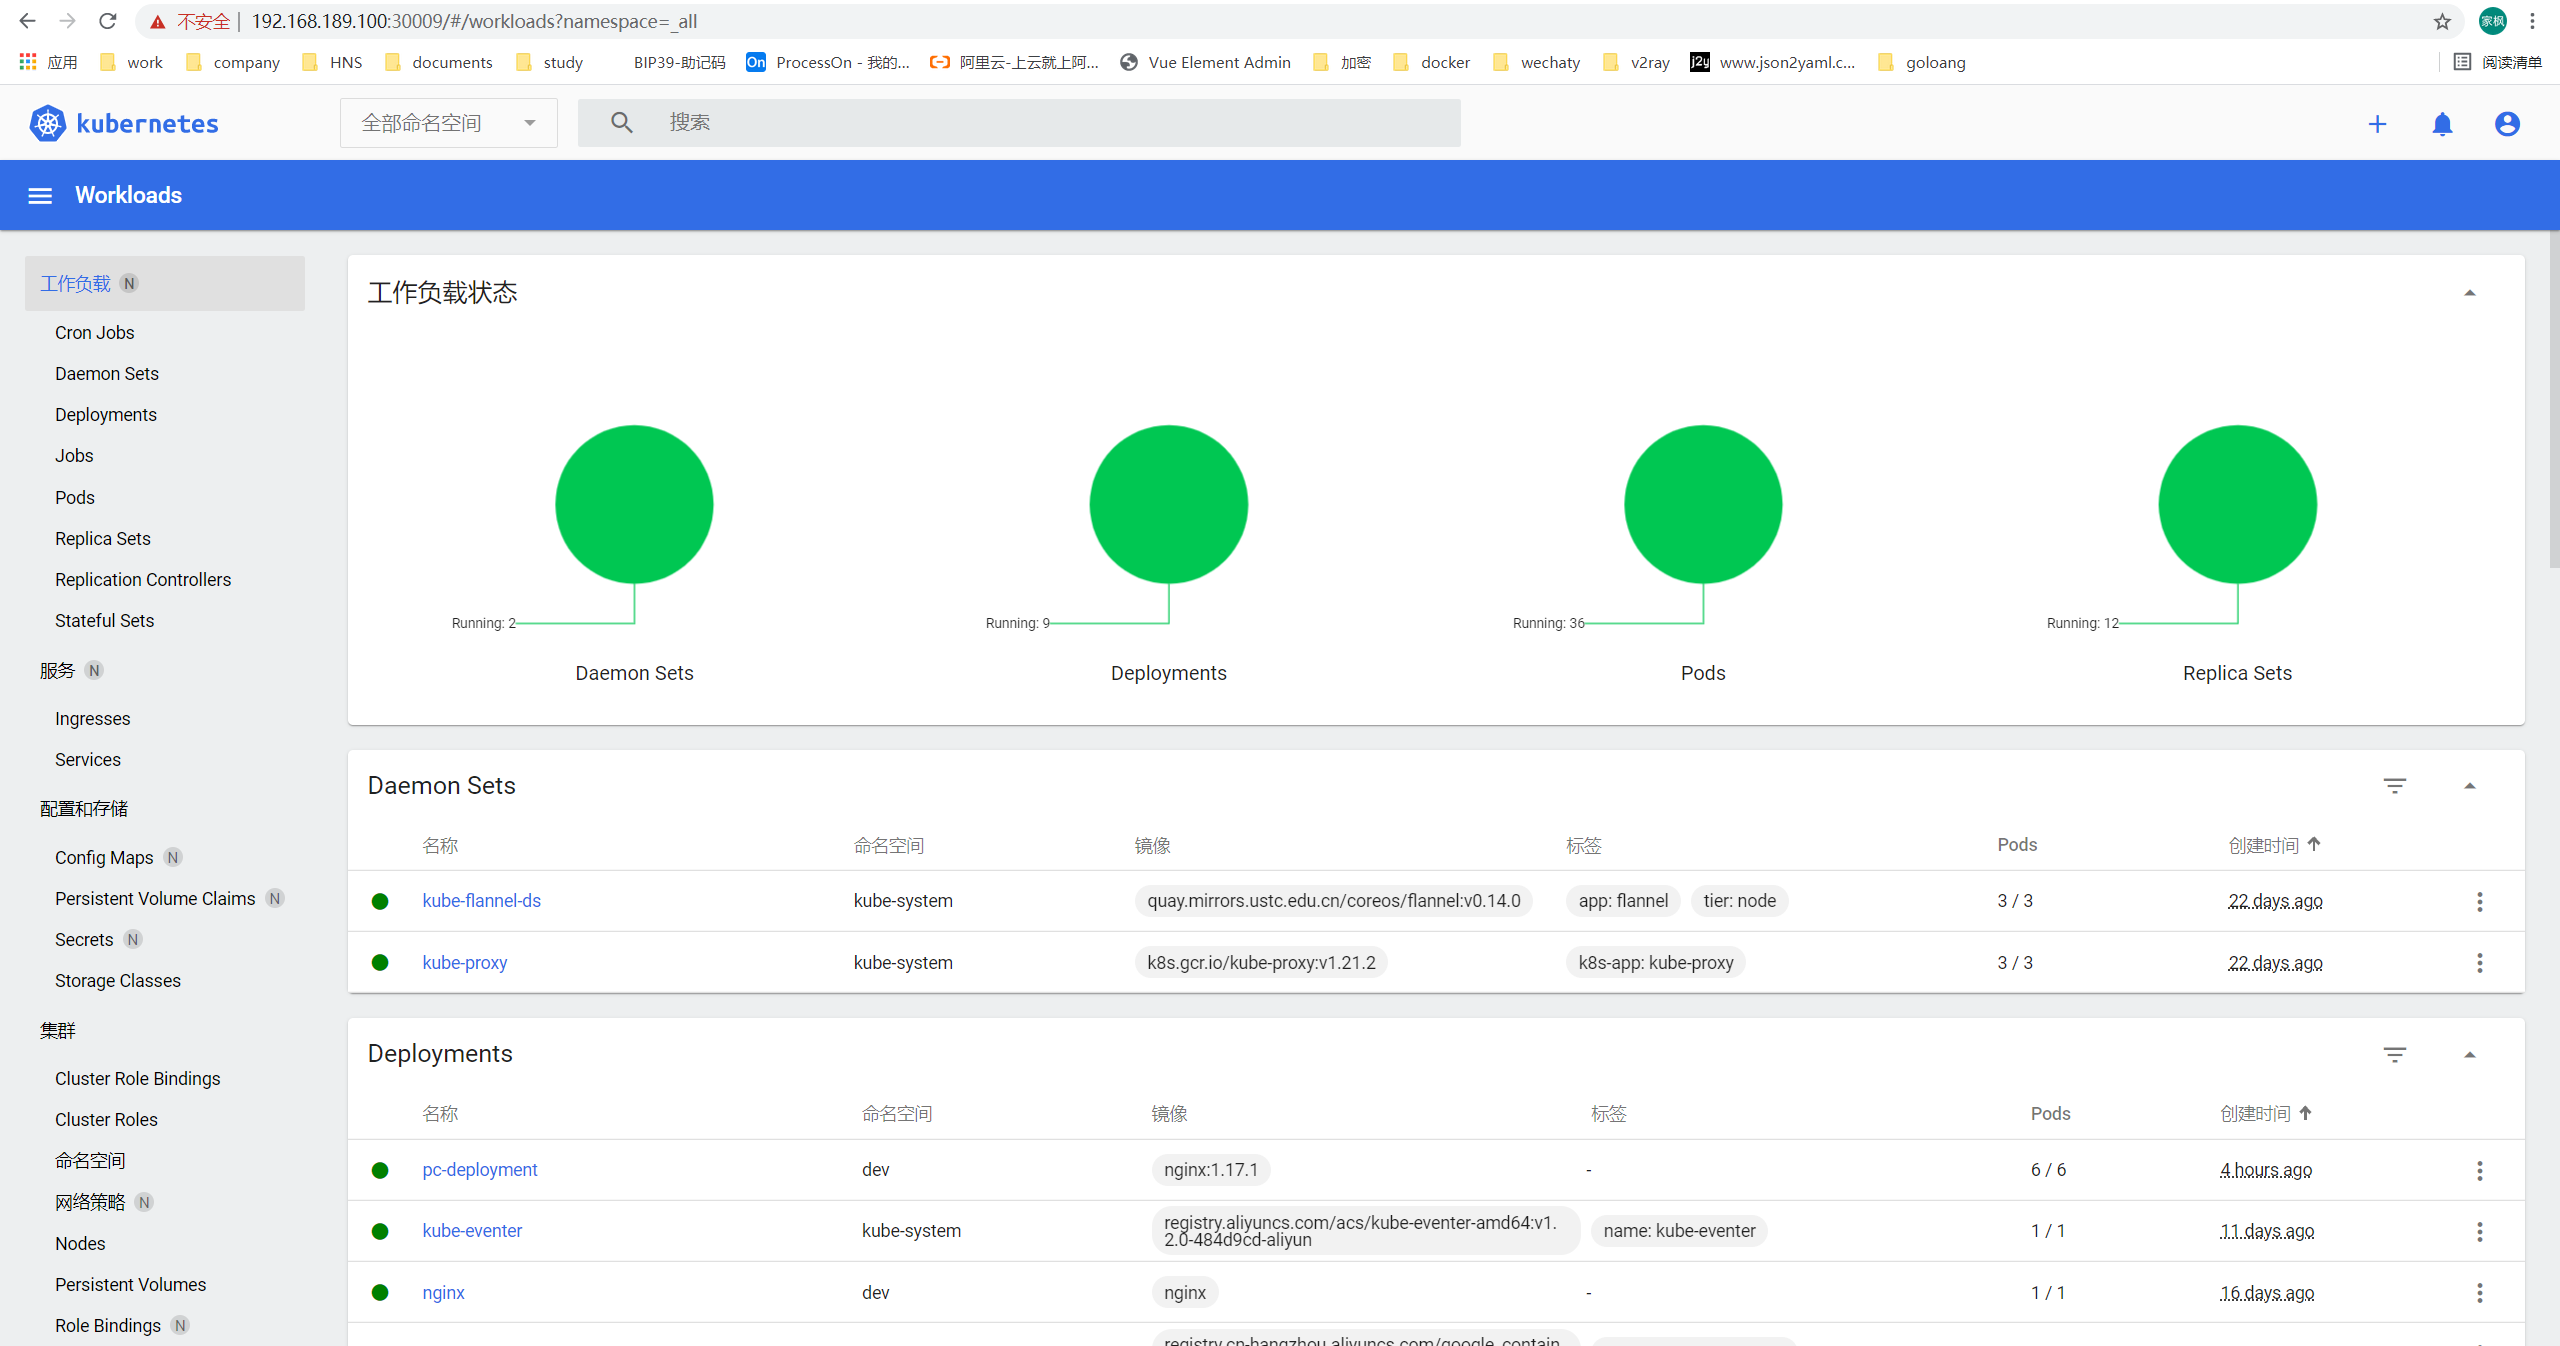 不安全 | 192.168.189.100:30009/#/workloads?namespace=_all 家枫
应用 work company HNS documents study BIP39-助记码 On ProcessOn - 我的... 阿里云-上云就上阿... Vue Element Admin 加密 docker wechaty v2ray j2y www.json2yaml.c... goloang 阅读清单
kubernetes 全部命名空间 搜索
Workloads
工作负载 N
Cron Jobs
Daemon Sets
Deployments
Jobs
Pods
Replica Sets
Replication Controllers
Stateful Sets
服务 N
Ingresses
Services
配置和存储
Config Maps N
Persistent Volume Claims N
Secrets N
Storage Classes
集群
Cluster Role Bindings
Cluster Roles
命名空间
网络策略 N
Nodes
Persistent Volumes
Role Bindings N
工作负载状态
Running: 2 Running: 9 Running: 36 Running: 12
Daemon Sets Deployments Pods Replica Sets
Daemon Sets
名称 命名空间 镜像 标签 Pods 创建时间
kube-flannel-ds kube-system quay.mirrors.ustc.edu.cn/coreos/flannel:v0.14.0 app: flannel tier: node 3 / 3 22 days ago
kube-proxy kube-system k8s.gcr.io/kube-proxy:v1.21.2 k8s-app: kube-proxy 3 / 3 22 days ago
Deployments
名称 命名空间 镜像 标签 Pods 创建时间
pc-deployment dev nginx:1.17.1 - 6 / 6 4 hours ago
kube-eventer kube-system registry.aliyuncs.com/acs/kube-eventer-amd64:v1.
2.0-484d9cd-aliyun name: kube-eventer 1 / 1 11 days ago
nginx dev nginx - 1 / 1 16 days ago
registry.cn-hangzhou.aliyuncs.com/google_contain